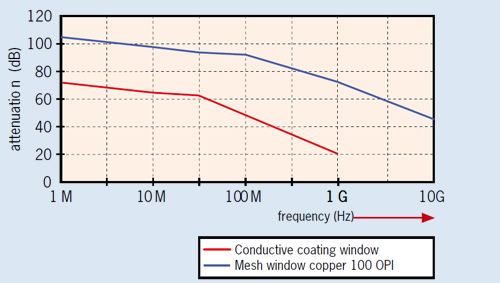 120
100
80
60
40
20
0
attenuatio n (dB)
1 M 10 M 100 M 1 G 10G
frequency (Hz)
Conductive coating window
Mesh window copper 100 OPI